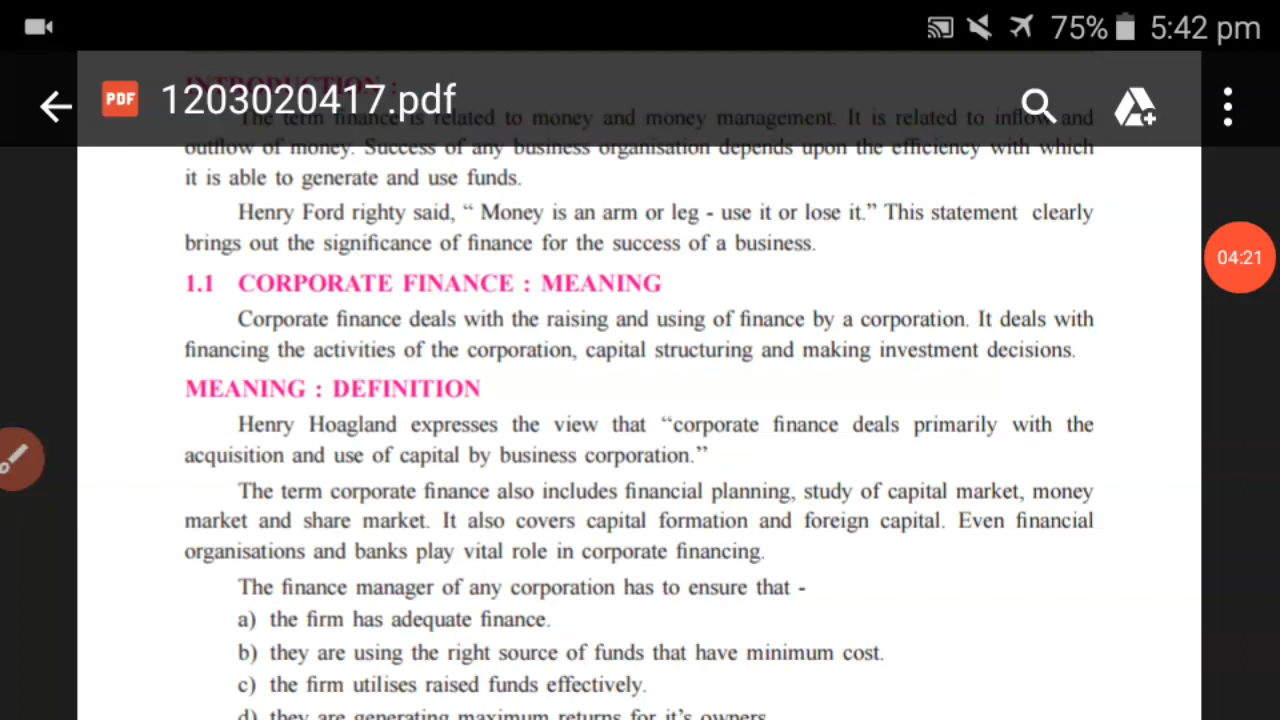 75% 5:42 pm
PDF 1203020417.pdf
INTRODUCTION :
The term finance is related to money and money management. It is related to inflow and
outflow of money. Success of any business organisation depends upon the efficiency with which
it is able to generate and use funds.
Henry Ford righty said, “ Money is an arm or leg - use it or lose it.” This statement clearly
brings out the significance of finance for the success of a business.
04:21
1.1 CORPORATE FINANCE : MEANING
Corporate finance deals with the raising and using of finance by a corporation. It deals with
financing the activities of the corporation, capital structuring and making investment decisions.
MEANING : DEFINITION
Henry Hoagland expresses the view that “corporate finance deals primarily with the
acquisition and use of capital by business corporation.”
The term corporate finance also includes financial planning, study of capital market, money
market and share market. It also covers capital formation and foreign capital. Even financial
organisations and banks play vital role in corporate financing.
The finance manager of any corporation has to ensure that -
a) the firm has adequate finance.
b) they are using the right source of funds that have minimum cost.
c) the firm utilises raised funds effectively.
d) they are generating maximum returns for it’s owners